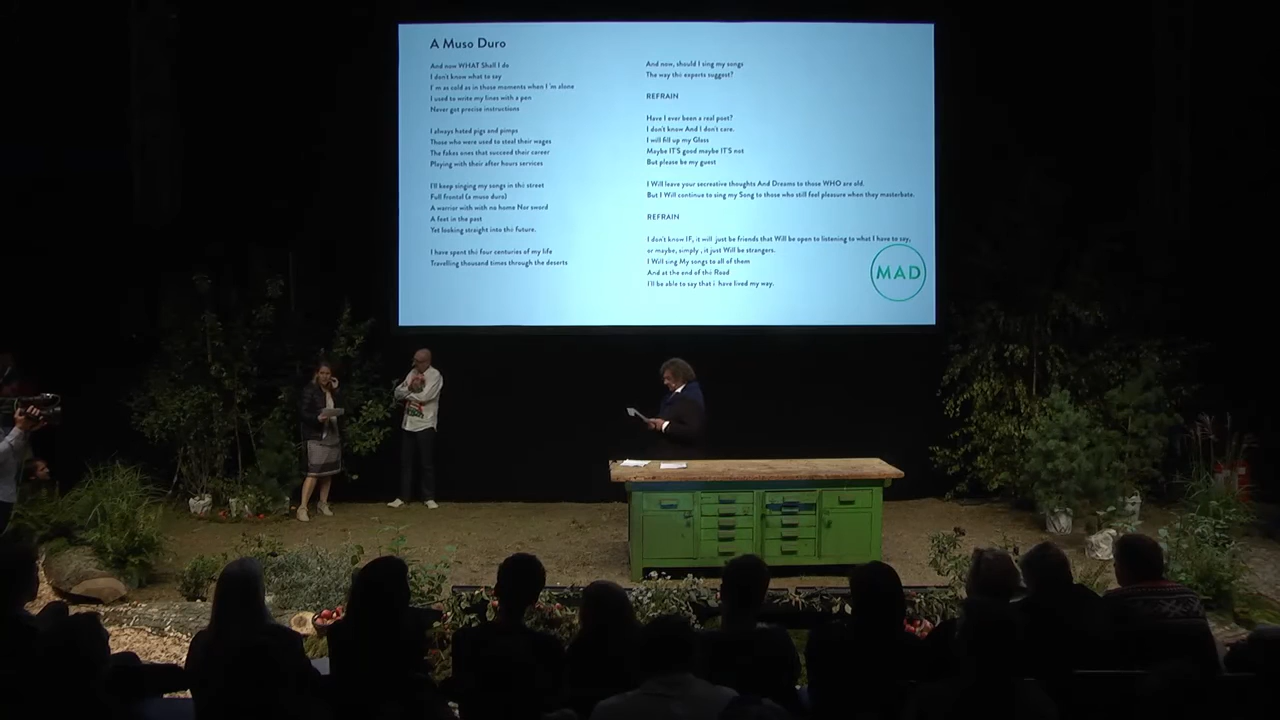 A Muso Duro
And now WHAT Shall I do
I don't know what to say
I' m as cold as in those moments when I 'm alone
I used to write my lines with a pen
Never got precise instructions
I always hated pigs and pimps
Those who were used to steal their wages
The fakes ones that succeed their career
Playing with their after hours services
I'll keep singing my songs in thi street
Full frontal (a muso duro)
A warrior with with no home Nor sword
A feet in the past
Yet looking straight into thi future.
I have spent thi four centuries of my life
Travelling thousand times through the deserts
And now, should I sing my songs
The way thi experts suggest?
REFRAIN
Have I ever been a real poet?
I don't know And I don't care.
I will fill up my Glass
Maybe IT'S good maybe IT'S not
But please be my guest
I Will leave your secreative thoughts And Dreams to those WHO are old.
But I Will continue to sing my Song to those who still feel pleasure when they masterbate.
REFRAIN
I don't know IF, it will just be friends that Will be open to listening to what I have to say,
or maybe, simply , it just Will be strangers.
I Will sing My songs to all of them
And at the end of thi Road
I'll be able to say that i have lived my way.
MAD